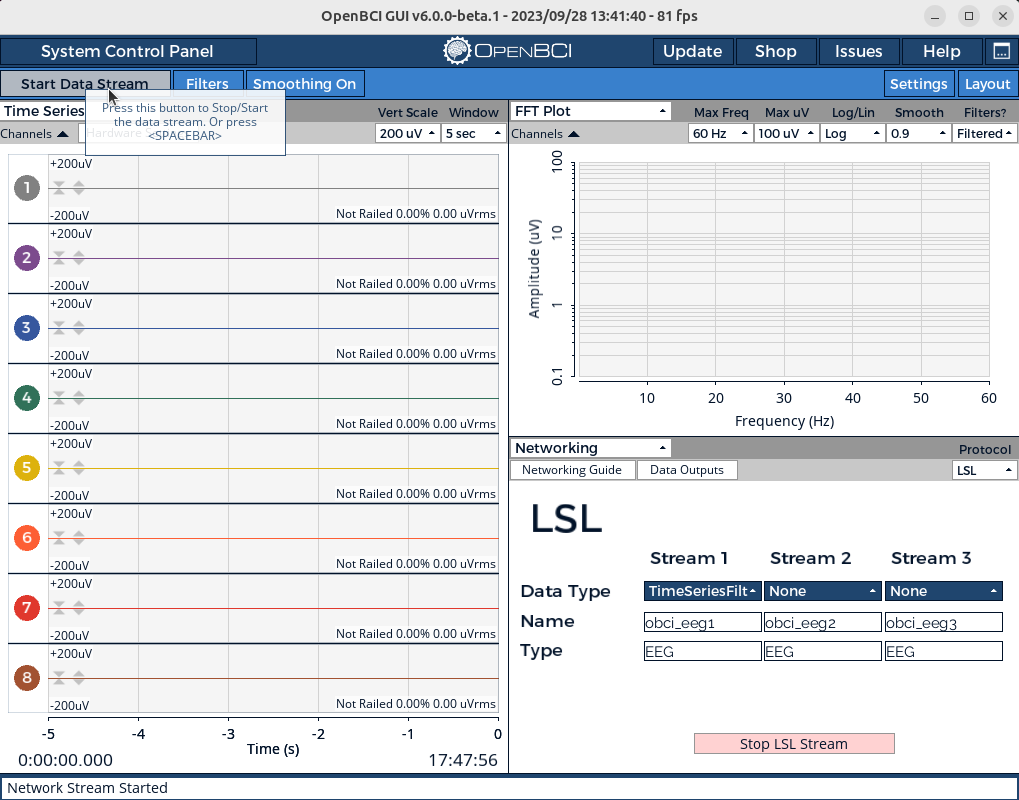 OpenBCI GUI v6.0.0-beta.1 - 2023/09/28 13:41:40 - 81 fps
System Control Panel
OPENBCI
Update
Shop
Issues
Help
Start Data Stream
Filters
Smoothing On
Settings
Layout
Press this button to Stop/Start
the data stream. Or press
<SPACEBAR>
Time Series
Vert Scale
Window
Channels
200 uV
5 sec
+200uV
1
-200uV
Not Railed 0.00% 0.00 uVrms
+200uV
2
-200uV
Not Railed 0.00% 0.00 uVrms
+200uV
3
-200uV
Not Railed 0.00% 0.00 uVrms
+200uV
4
-200uV
Not Railed 0.00% 0.00 uVrms
+200uV
5
-200uV
Not Railed 0.00% 0.00 uVrms
+200uV
6
-200uV
Not Railed 0.00% 0.00 uVrms
+200uV
7
-200uV
Not Railed 0.00% 0.00 uVrms
+200uV
8
-200uV
Not Railed 0.00% 0.00 uVrms
-5 -4 -3 -2 -1 0
Time (s)
0:00:00.000
17:47:56
FFT Plot
Max Freq
Max uV
Log/Lin
Smooth
Filters?
Channels
60 Hz
100 uV
Log
0.9
Filtered
100
10
1
0.1
Amplitude (uV)
10 20 30 40 50 60
Frequency (Hz)
Networking
Protocol
Networking Guide
Data Outputs
LSL
LSL
Stream 1 Stream 2 Stream 3
Data Type TimeSeriesFilt None None
Name obci_eeg1 obci_eeg2 obci_eeg3
Type EEG EEG EEG
Stop LSL Stream
Network Stream Started